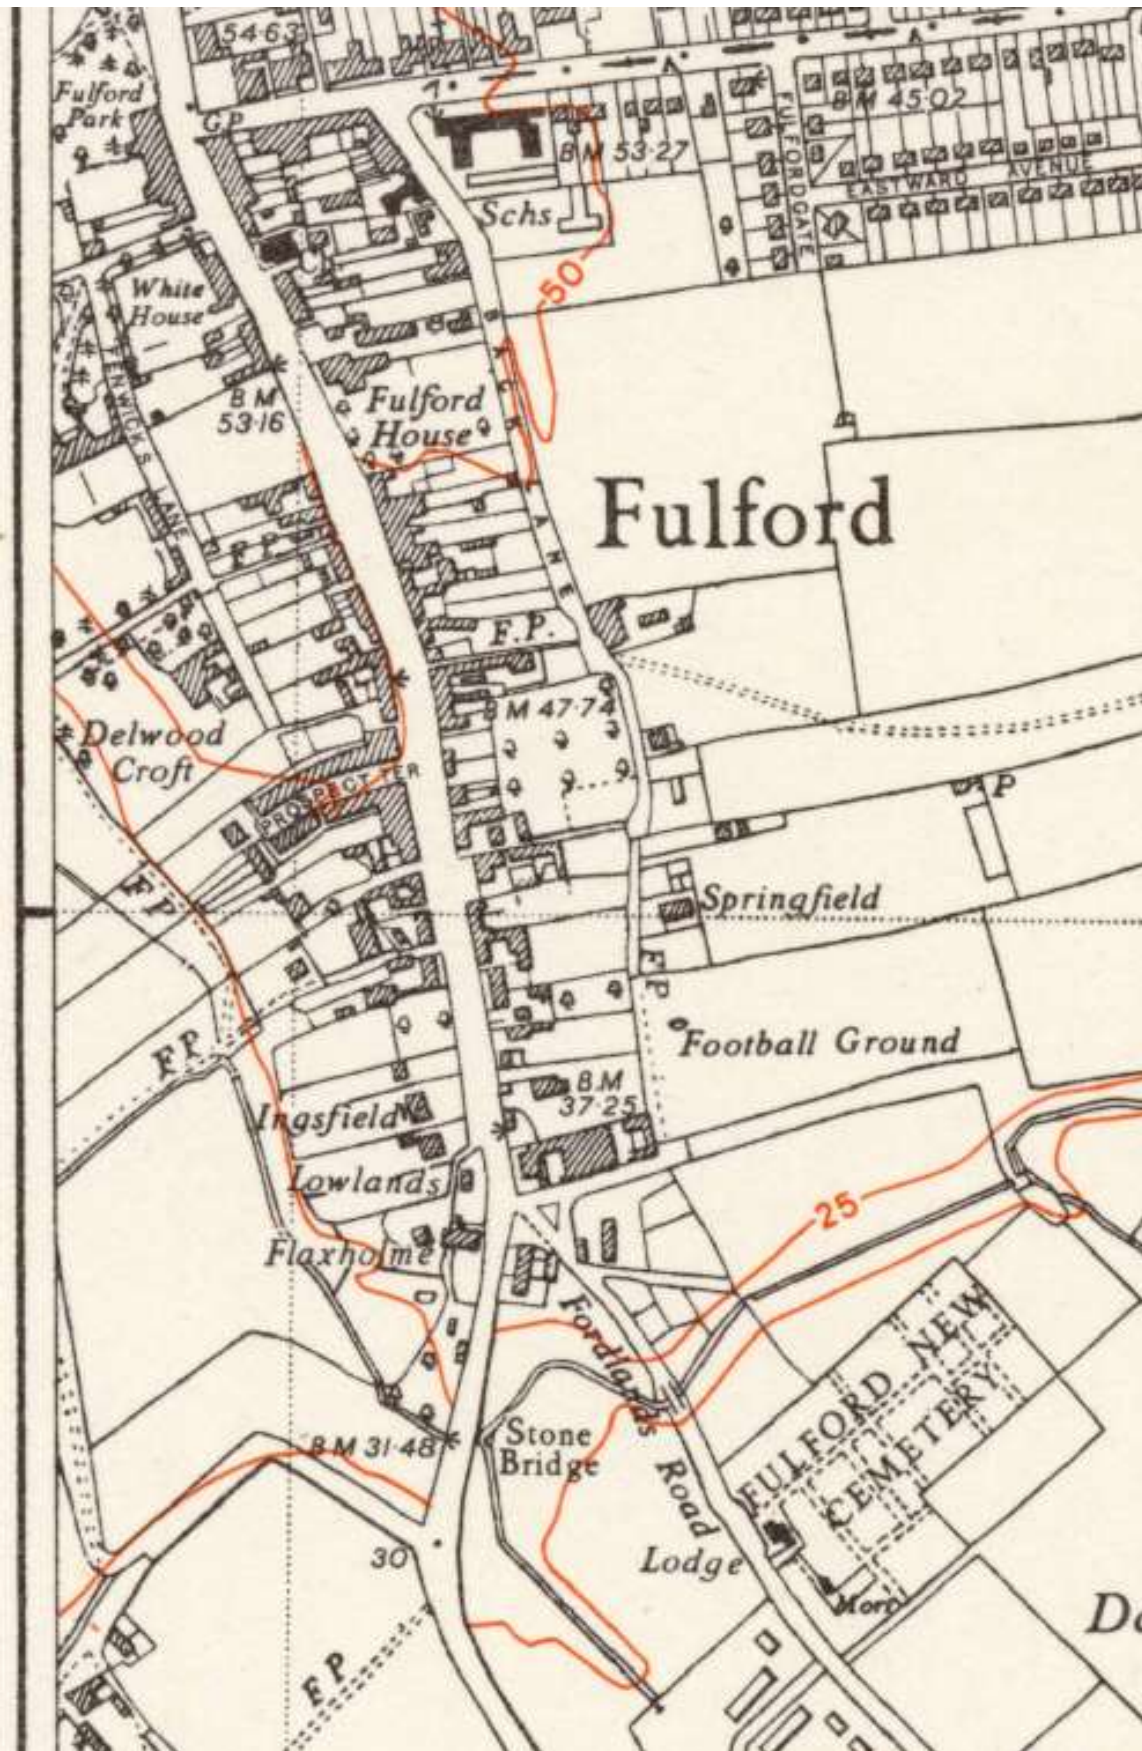 54·63
A
A
Fulford
Park
G P
7
B M 45·02
FULFORDGATE
B M 53·27
EASTWARD AVENUE
Schs
White
House
50
FENWICKS LANE
B M
53·16
Fulford
House
BACK LANE
Fulford
F.P.
F.P.
B M 47·74
Delwood
Croft
PROSPECT TER
P
F P
Springfield
F P
F P
Football Ground
B.M
37·25
Ingsfield
Lowlands
25
Flaxholme
Fordlands
Road
FULFORD NEW
CEMETERY
B M 31·48
Stone
Bridge
30
Lodge
Mort
F P